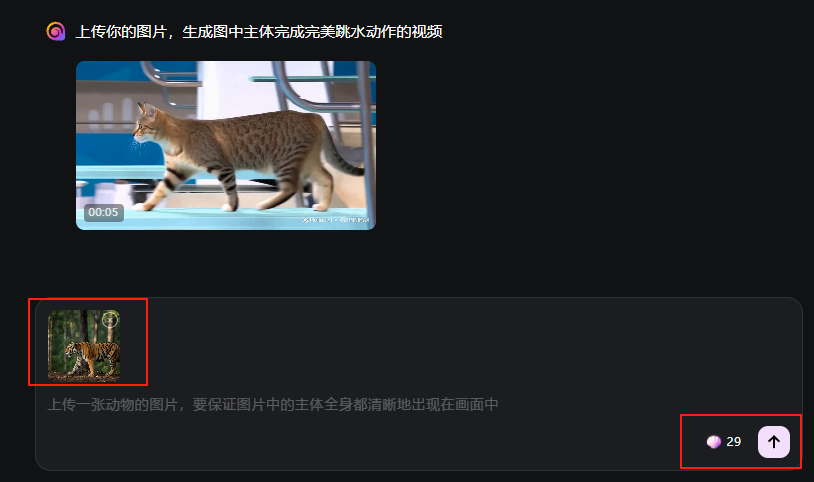 上传你的图片，生成图中主体完成完美跳水动作的视频
00:05
上传一张动物的图片，要保证图片中的主体全身都清晰地出现在画面中
29